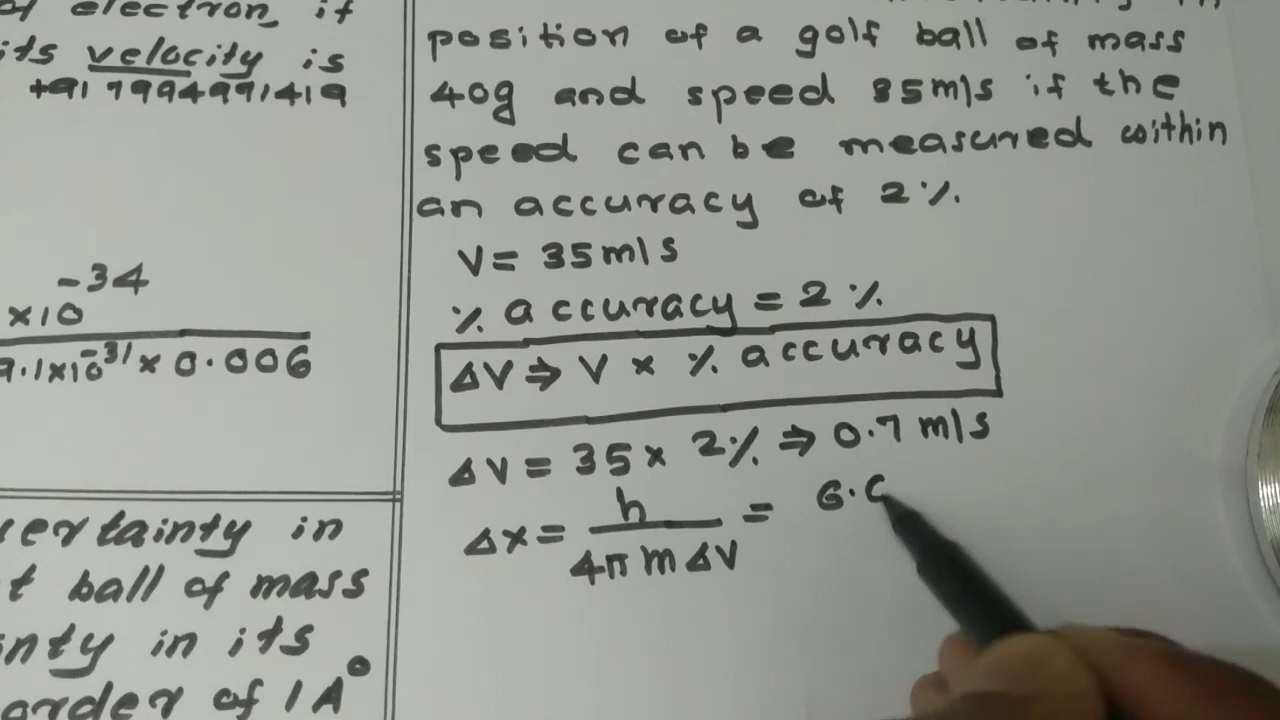 of electron, if
its velocity is
+91 7994991419
-34
×10
9.1×10-31 × 0.006
certainty in
t ball of mass
inty in its
order of 1A°
position of a golf ball of mass
40g and speed 35m/s if the
speed can be measured within
an accuracy of 2%.
V = 35m/s
% accuracy = 2%
ΔV ⇒ V × % accuracy
ΔV = 35 × 2% ⇒ 0.7 m/s
Δx = h / 4π m ΔV = 6.6